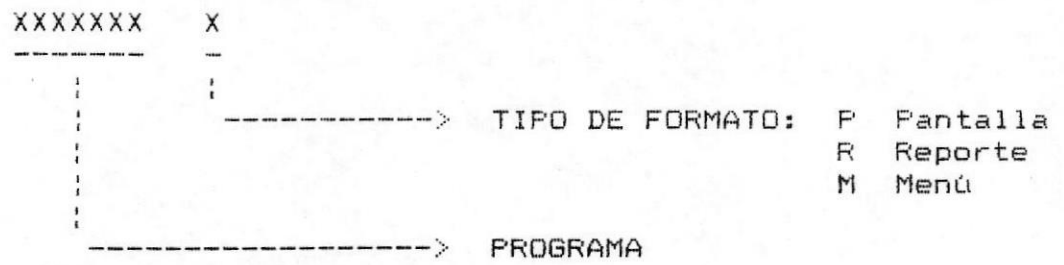 XXXXXXX X
TIPO DE FORMATO: P Pantalla
R Reporte
M Menú
PROGRAMA